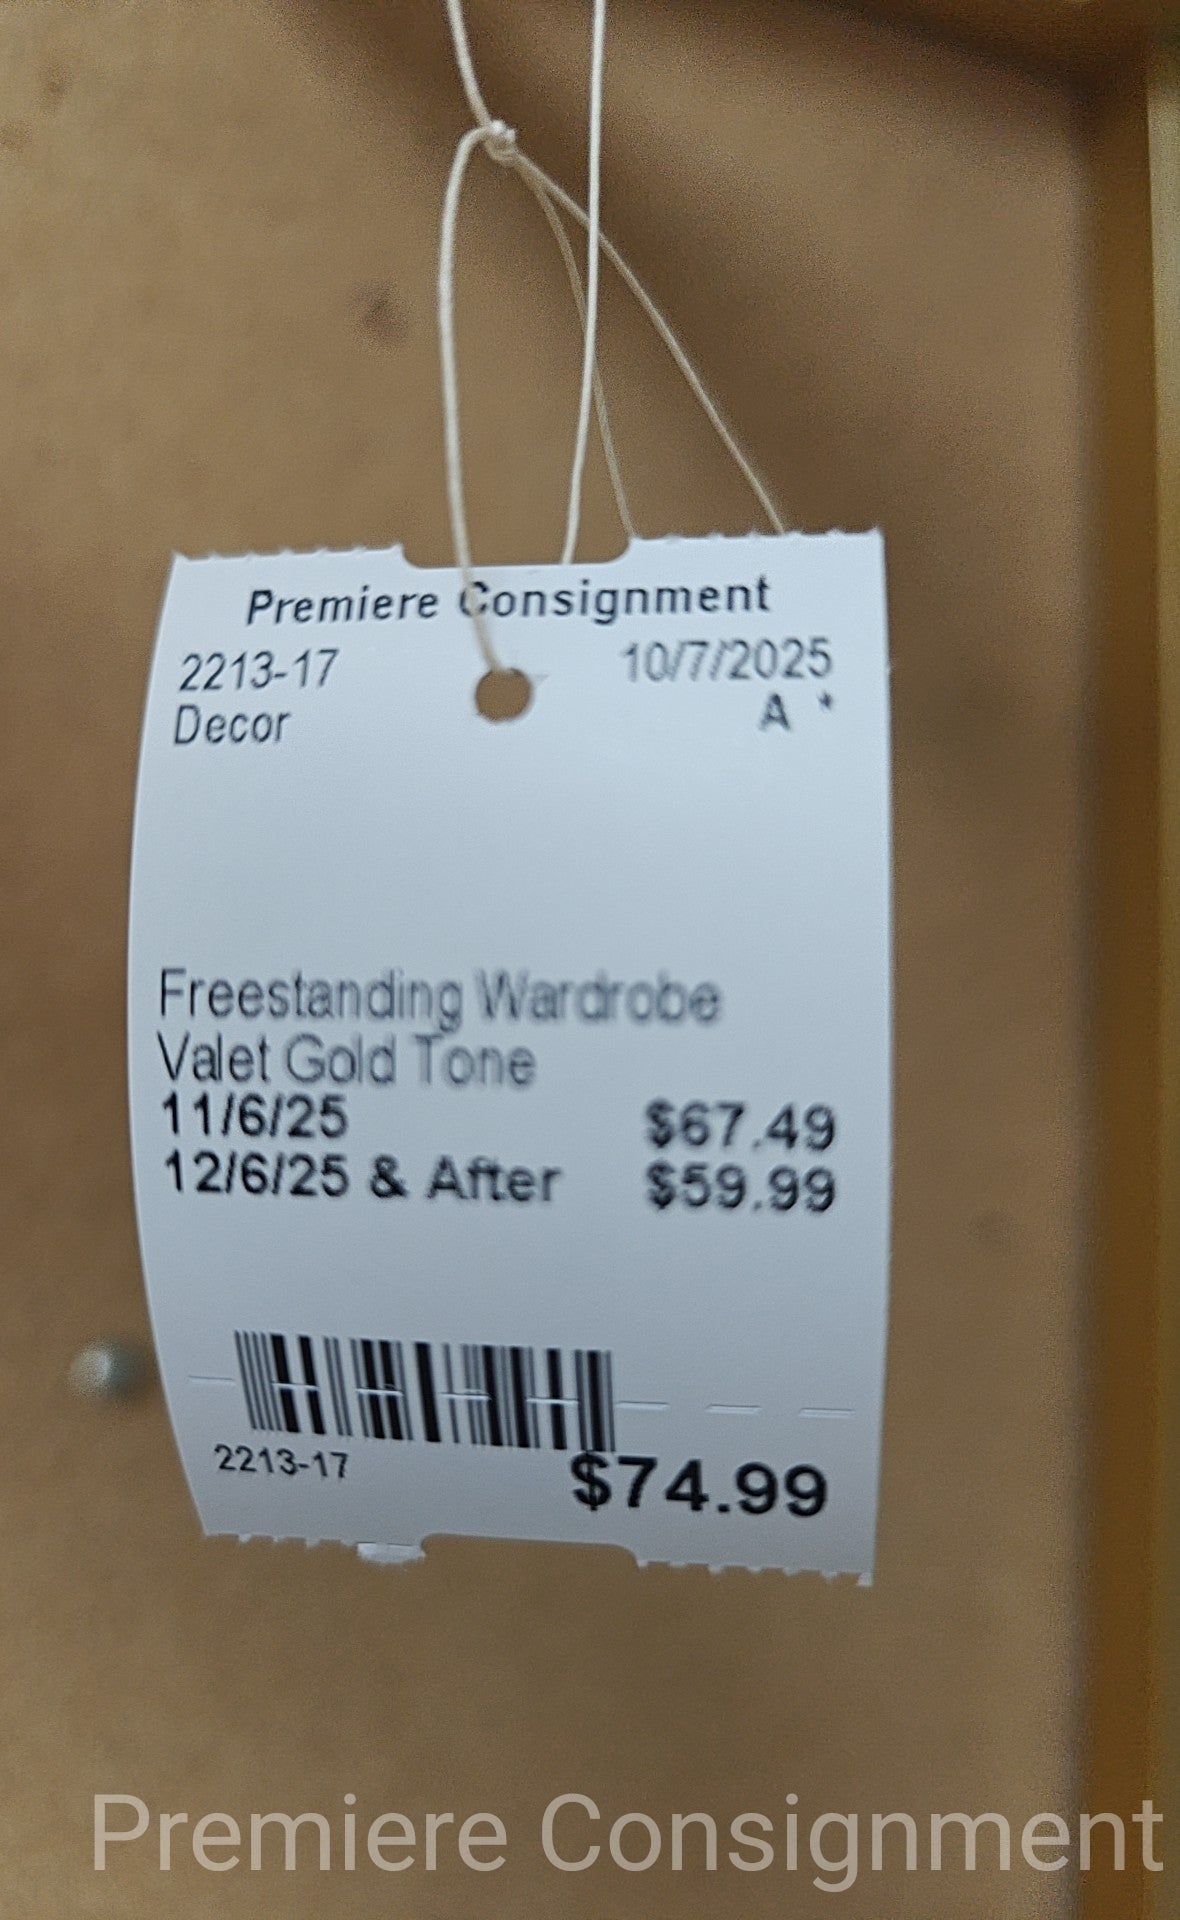 Premiere Consignment
2213-17 10/7/2025
Decor A *
Freestanding Wardrobe
Valet Gold Tone
11/6/25 $67.49
12/6/25 & After $59.99
2213-17 $74.99
Premiere Consignment